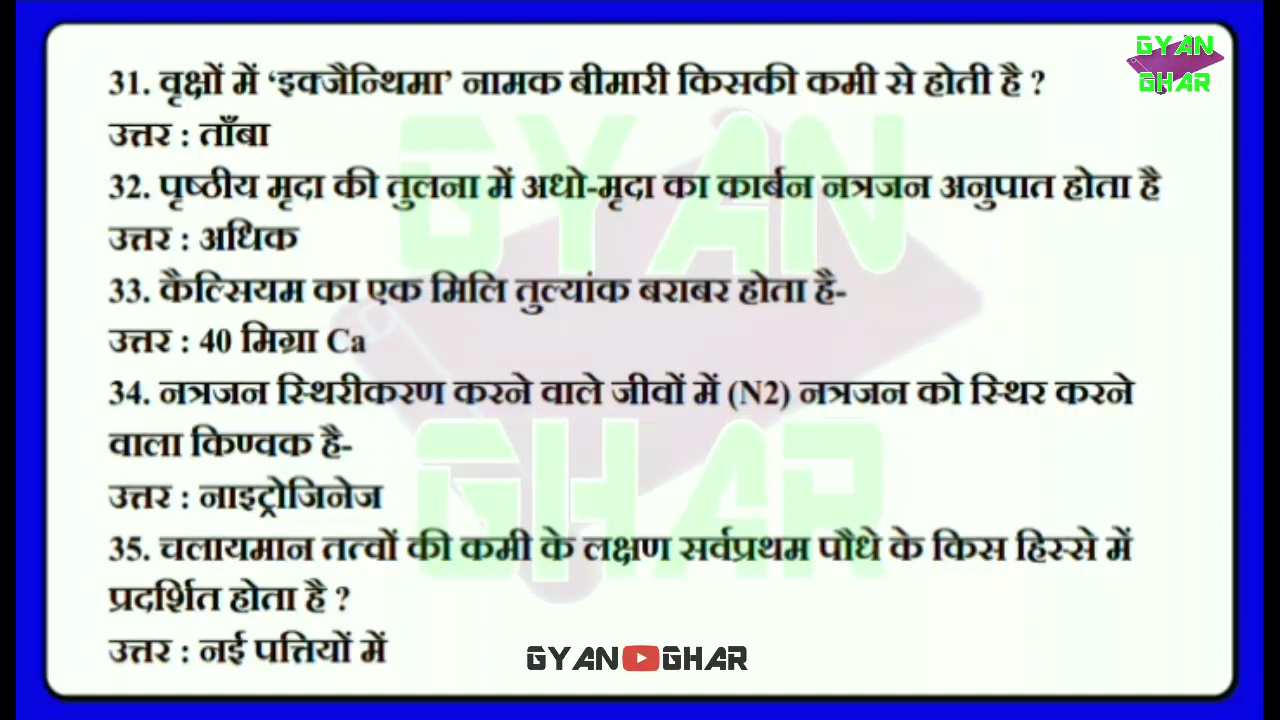 GYAN
GHAR
31. वृक्षों में ‘इक्जैन्थिमा’ नामक बीमारी किसकी कमी से होती है ?
उत्तर : ताँबा
32. पृष्ठीय मृदा की तुलना में अधो-मृदा का कार्बन नत्रजन अनुपात होता है
उत्तर : अधिक
33. कैल्सियम का एक मिलि तुल्यांक बराबर होता है-
उत्तर : 40 मिग्रा Ca
34. नत्रजन स्थिरीकरण करने वाले जीवों में (N2) नत्रजन को स्थिर करने
वाला किण्वक है-
उत्तर : नाइट्रोजिनेज
35. चलायमान तत्वों की कमी के लक्षण सर्वप्रथम पौधे के किस हिस्से में
प्रदर्शित होता है ?
उत्तर : नई पत्तियों में
GYAN
GHAR
GYAN GHAR